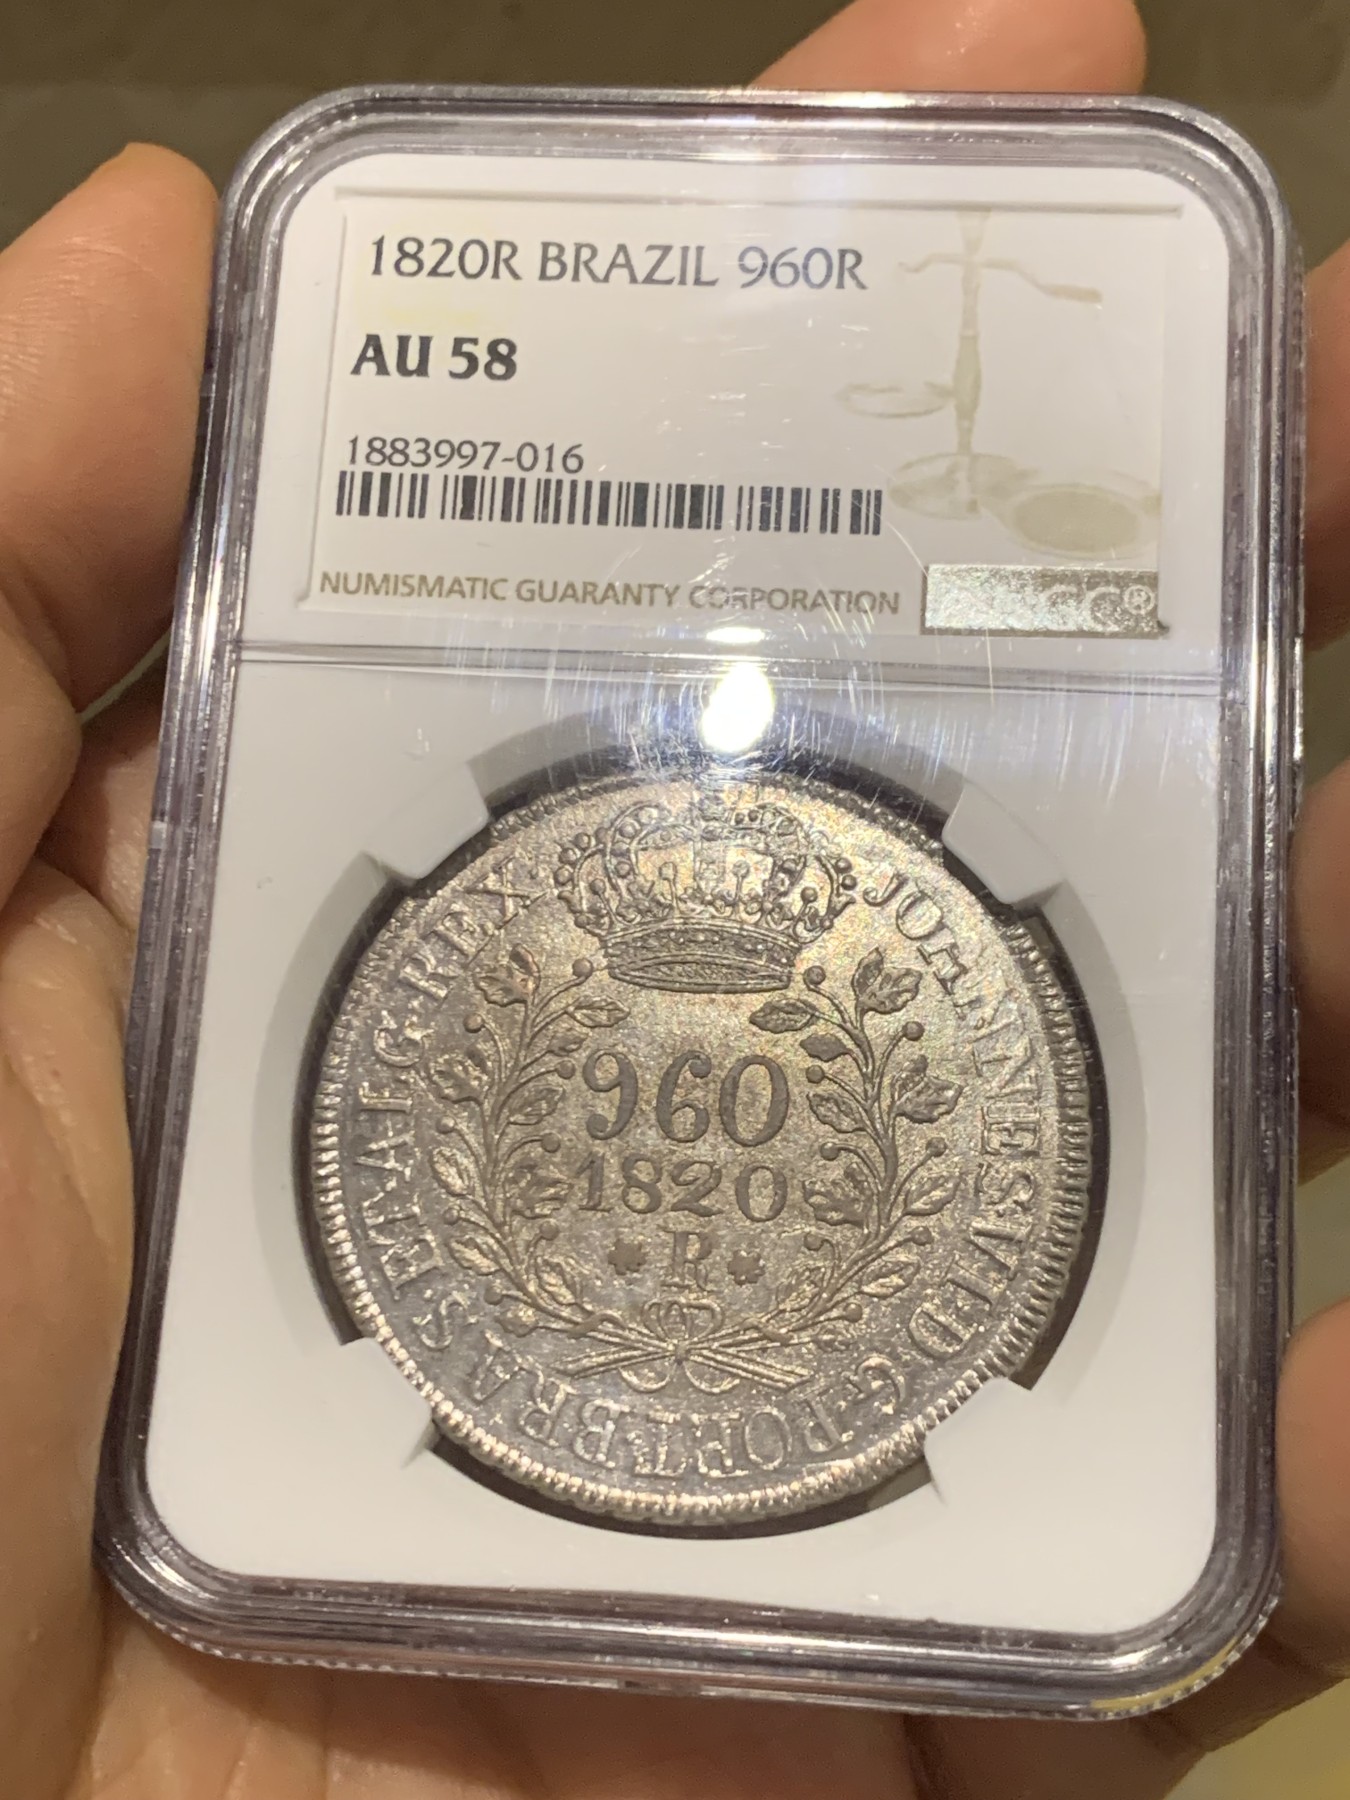 1820R BRAZIL 960R
AU 58
1883997-016
NUMISMATIC GUARANTY CORPORATION
JOHANNES·VI·D·G·PORT·BRAS·ET·ALG·REX·
960
1820
* R *